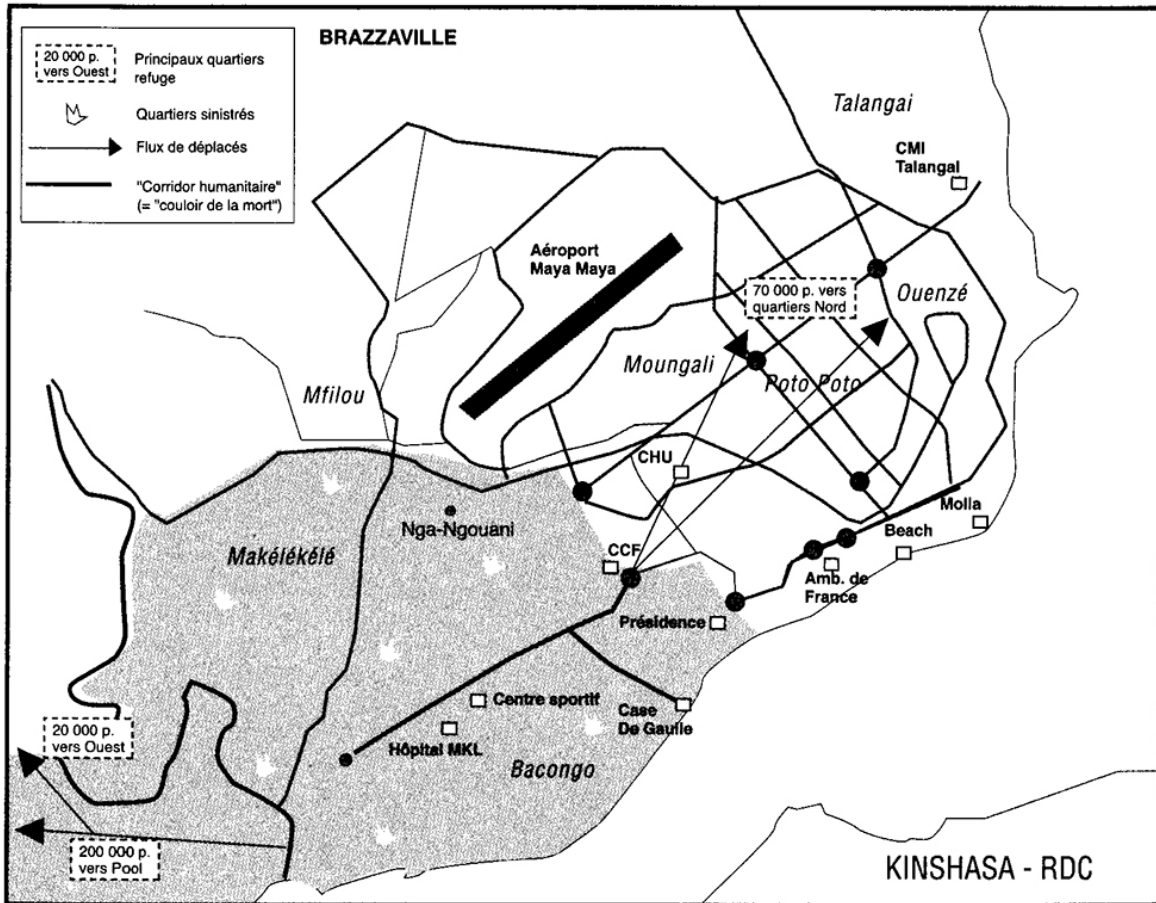 BRAZZAVILLE
20 000 p.
vers Ouest
Principaux quartiers
refuge
Quartiers sinistrés
Flux de déplacés
"Corridor humanitaire"
(= "couloir de la mort")
Talangai
CMI
Talangal
Aéroport
Maya Maya
70 000 p. vers
quartiers Nord
Ouenzé
Moungali
Poto Poto
Mfilou
CHU
Molla
Nga-Ngouani
Beach
Makélékélé
CCF
Amb. de
France
Présidence
Centre sportif
Case
De Gaulle
20 000 p.
vers Ouest
Hôpital MKL
Bacongo
200 000 p.
vers Pool
KINSHASA - RDC